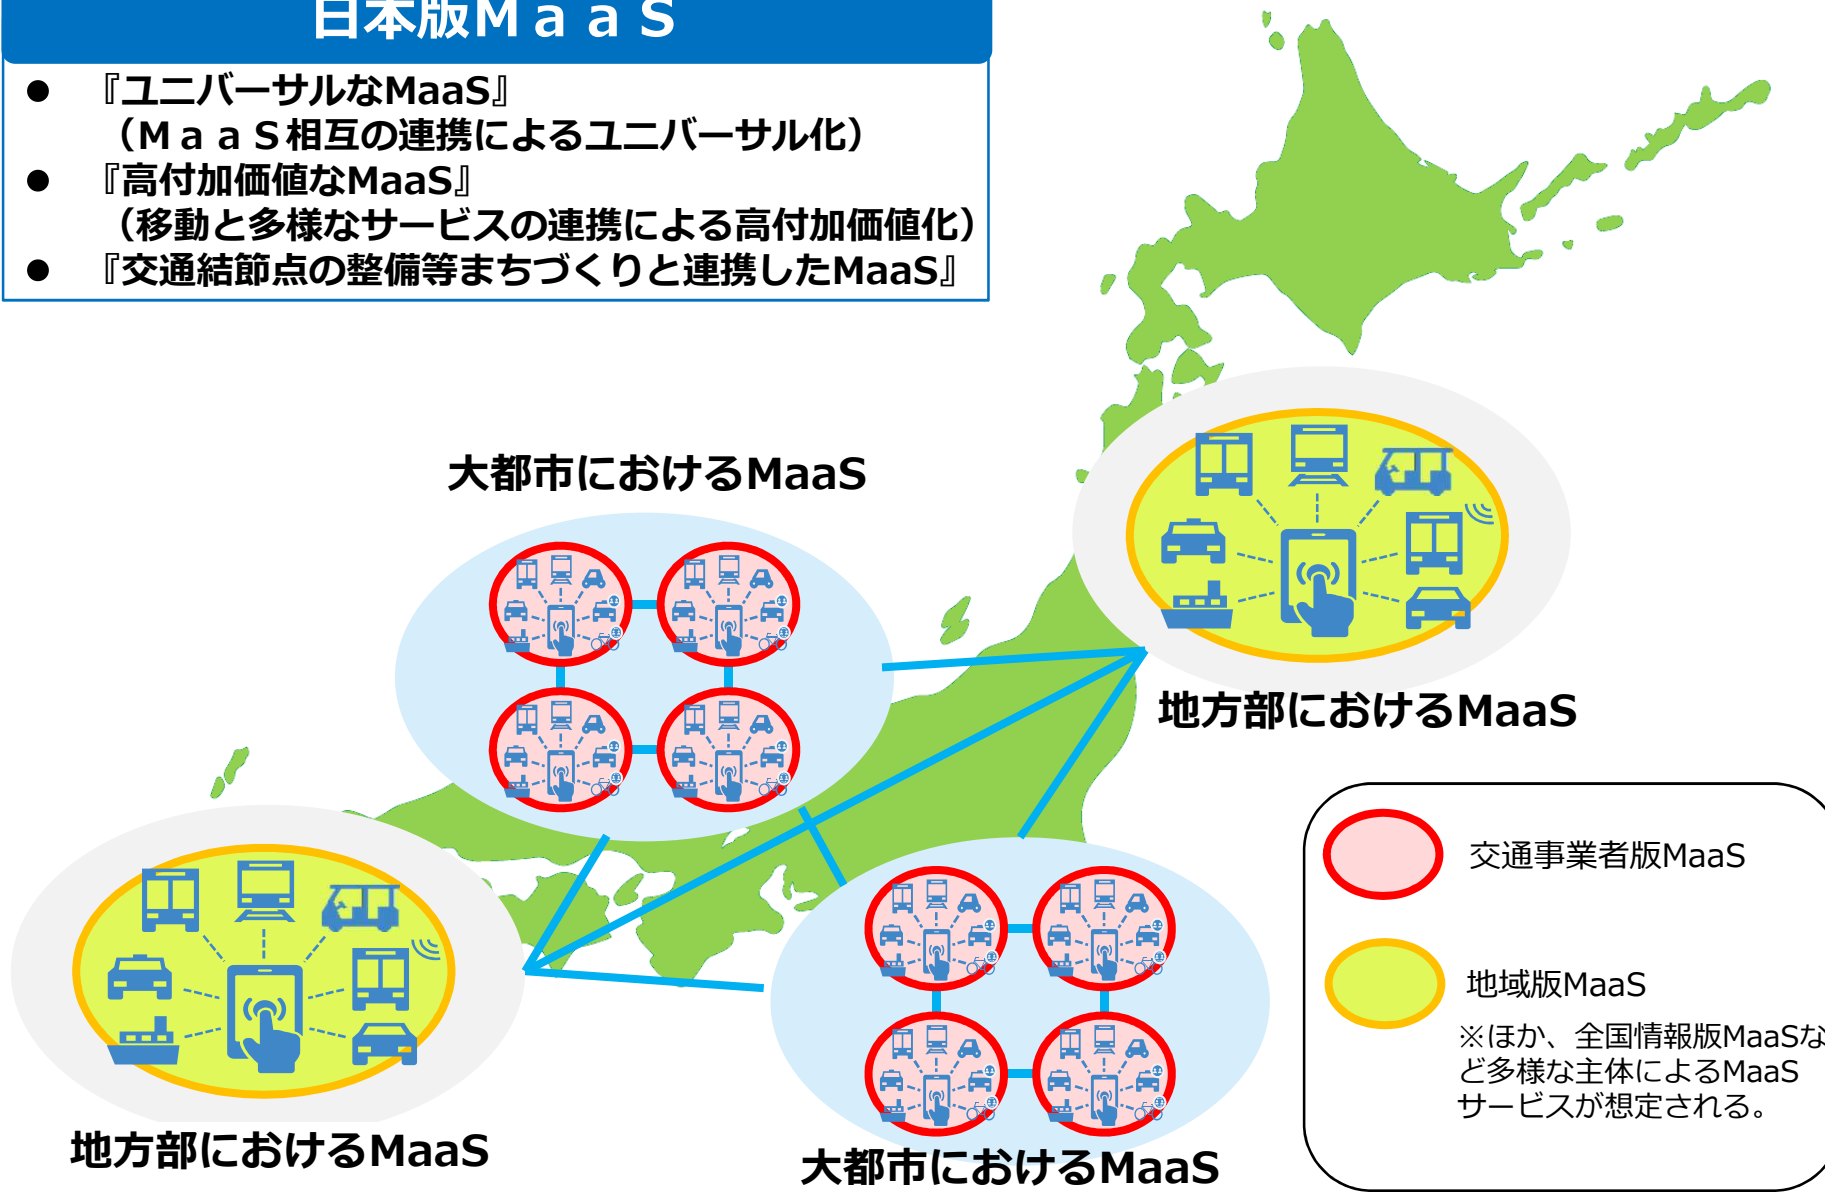 日本版ＭａａＳ
● 『ユニバーサルなMaaS』
（ＭａａＳ相互の連携によるユニバーサル化）
● 『高付加価値なMaaS』
（移動と多様なサービスの連携による高付加価値化）
● 『交通結節点の整備等まちづくりと連携したMaaS』
大都市におけるMaaS
地方部におけるMaaS
地方部におけるMaaS
大都市におけるMaaS
交通事業者版MaaS
地域版MaaS
※ほか、全国情報版MaaSな
ど多様な主体によるMaaS
サービスが想定される。